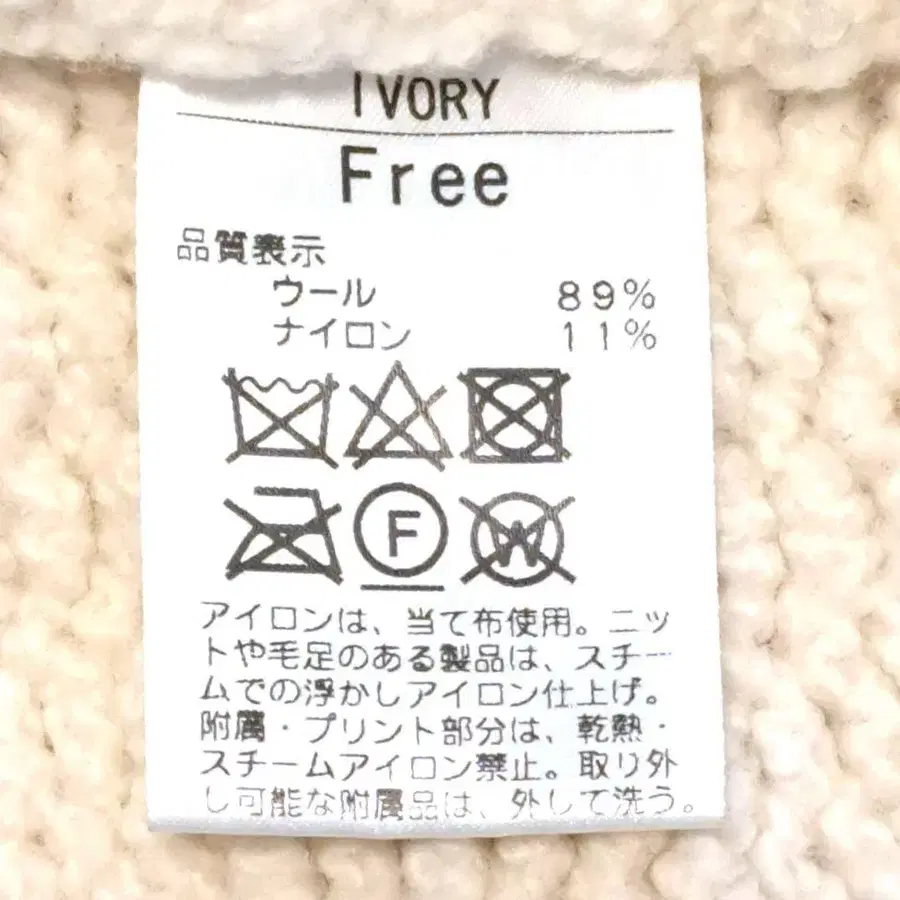 IVORY
Free
品質表示
ウール 89%
ナイロン 11%
F
W
アイロンは、当て布使用。ニッ
トや毛足のある製品は、スチー
ムでの浮かしアイロン仕上げ。
附属・プリント部分は、乾熱・
スチームアイロン禁止。取り外
し可能な附属品は、外して洗う。